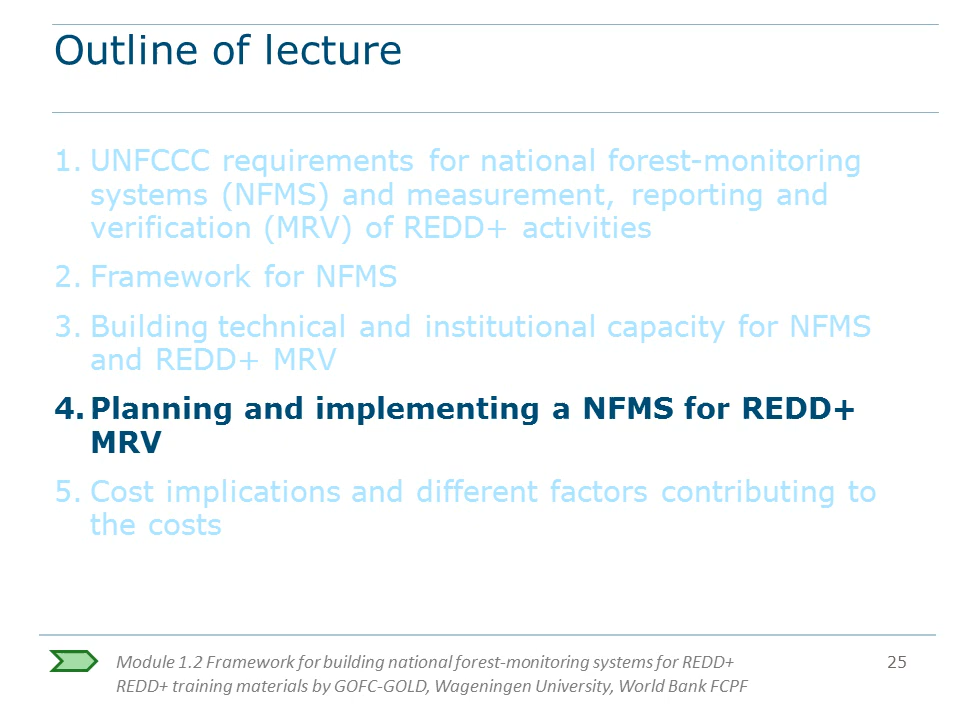 Outline of lecture
1. UNFCCC requirements for national forest-monitoring
systems (NFMS) and measurement, reporting and
verification (MRV) of REDD+ activities
2. Framework for NFMS
3. Building technical and institutional capacity for NFMS
and REDD+ MRV
4. Planning and implementing a NFMS for REDD+
MRV
5. Cost implications and different factors contributing to
the costs
Module 1.2 Framework for building national forest-monitoring systems for REDD+
REDD+ training materials by GOFC-GOLD, Wageningen University, World Bank FCPF
25